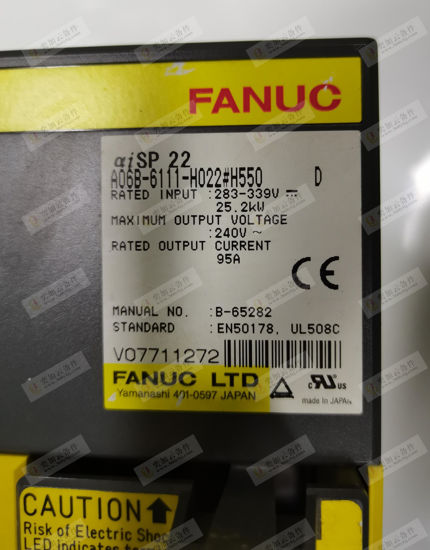 FANUC
αiSP 22
A06B-6111-H022#H550 D
RATED INPUT :283-339V
25.2kW
MAXIMUM OUTPUT VOLTAGE
:240V～
RATED OUTPUT CURRENT
95A
CE
MANUAL NO. :B-65282
STANDARD :EN50178, UL508C
V07711272
FANUC LTD
Yamanashi 401-0597 JAPAN
c US
made in JAPAN
CAUTION
Risk of Electric Shoc
LED indicates